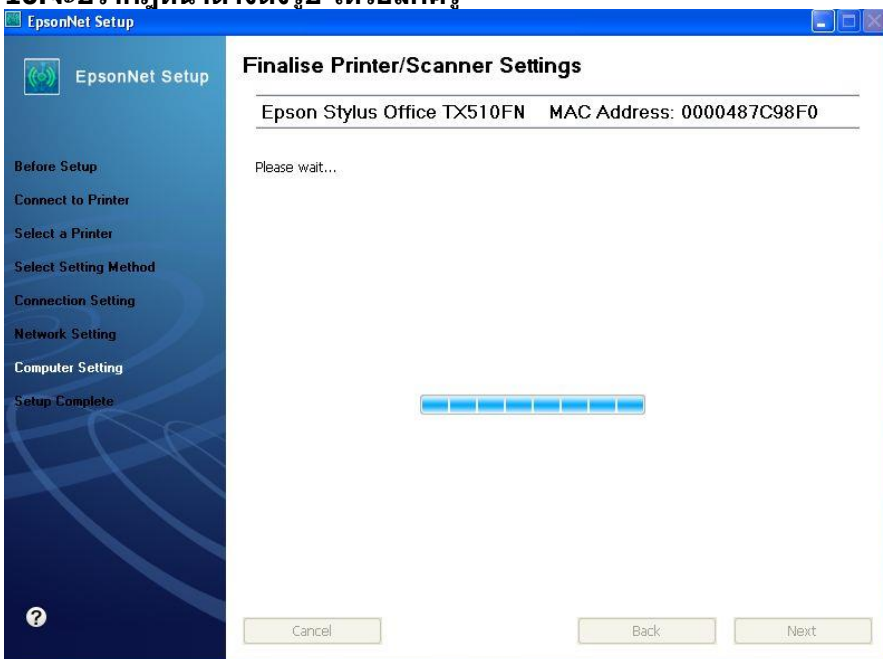 EpsonNet Setup
EpsonNet Setup
Finalise Printer/Scanner Settings
Epson Stylus Office TX510FN MAC Address: 0000487C98F0
Before Setup
Connect to Printer
Select a Printer
Select Setting Method
Connection Setting
Network Setting
Computer Setting
Setup Complete
Please wait...
?
Cancel
Back
Next